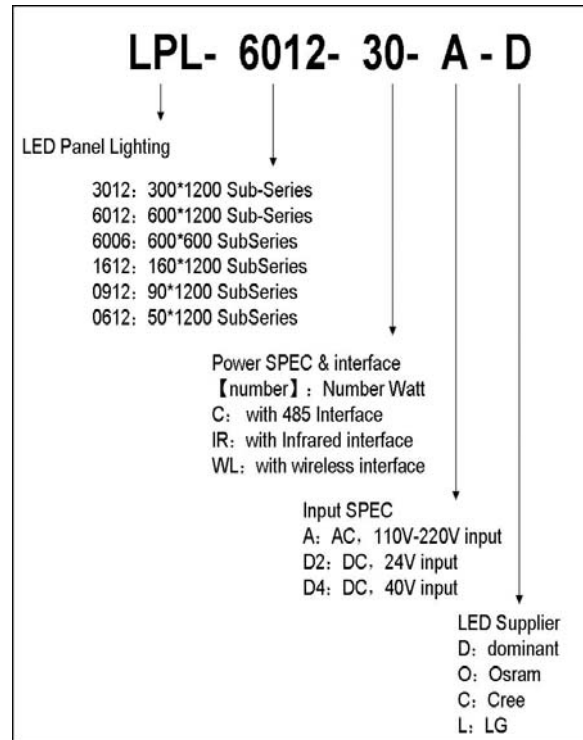 LPL- 6012- 30- A - D
LED Panel Lighting
3012：300*1200 Sub-Series
6012：600*1200 Sub-Series
6006：600*600 SubSeries
1612：160*1200 SubSeries
0912：90*1200 SubSeries
0612：50*1200 SubSeries
Power SPEC & interface
【number】：Number Watt
C： with 485 Interface
IR：with Infrared interface
WL：with wireless interface
Input SPEC
A：AC，110V-220V input
D2：DC，24V input
D4：DC，40V input
LED Supplier
D：dominant
O：Osram
C：Cree
L：LG